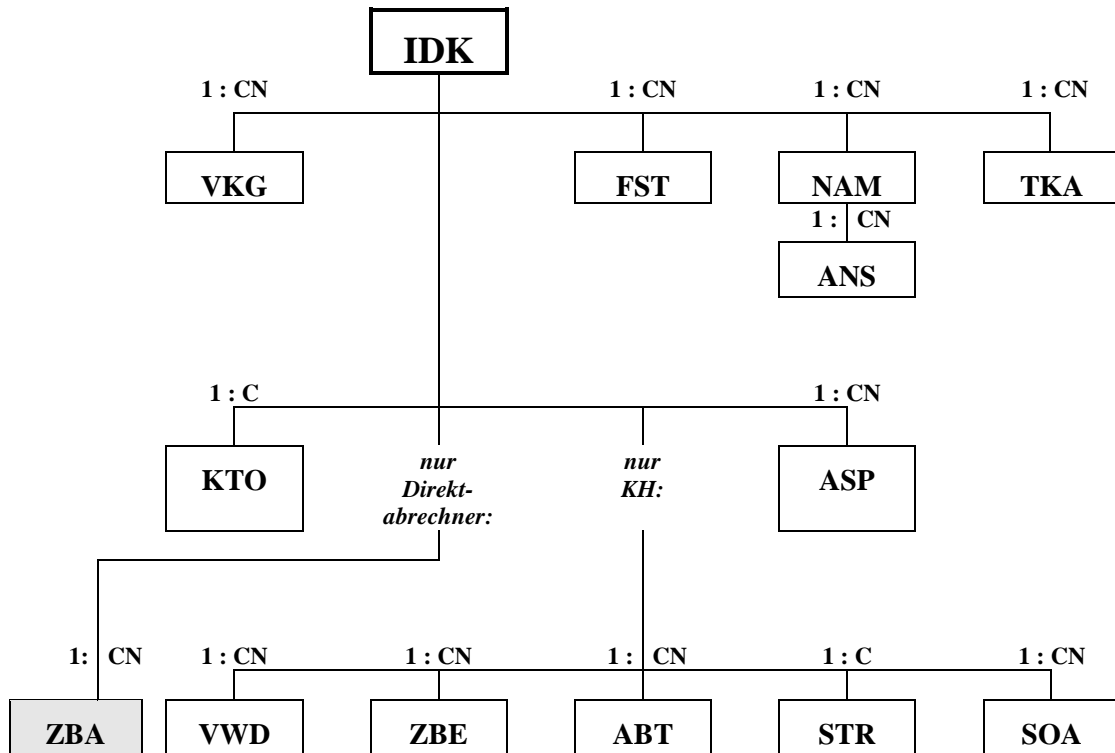 IDK
1 : CN 1 : CN 1 : CN 1 : CN
VKG FST NAM TKA
1 : CN
ANS
1 : C 1 : CN
KTO nur nur ASP
Direkt- KH:
abrechner:
1: CN 1 : CN 1 : CN 1 : CN 1 : C 1 : CN
ZBA VWD ZBE ABT STR SOA